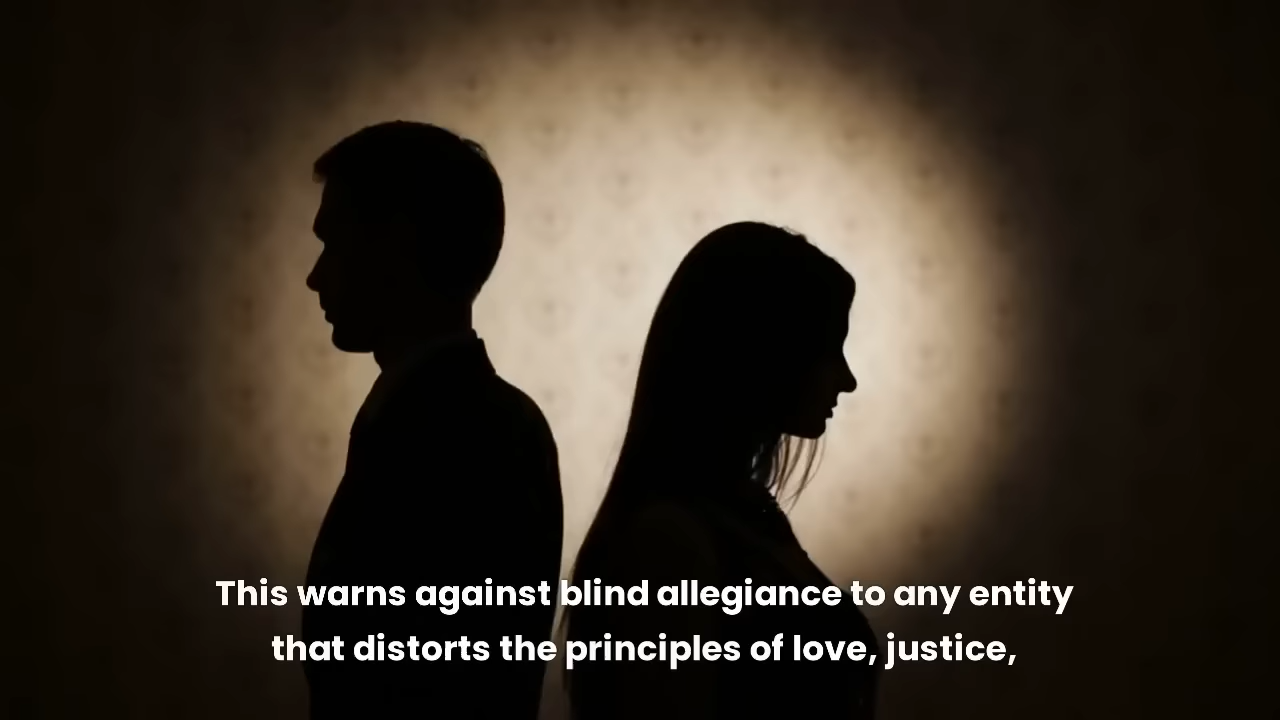 This warns against blind allegiance to any entity
that distorts the principles of love, justice,